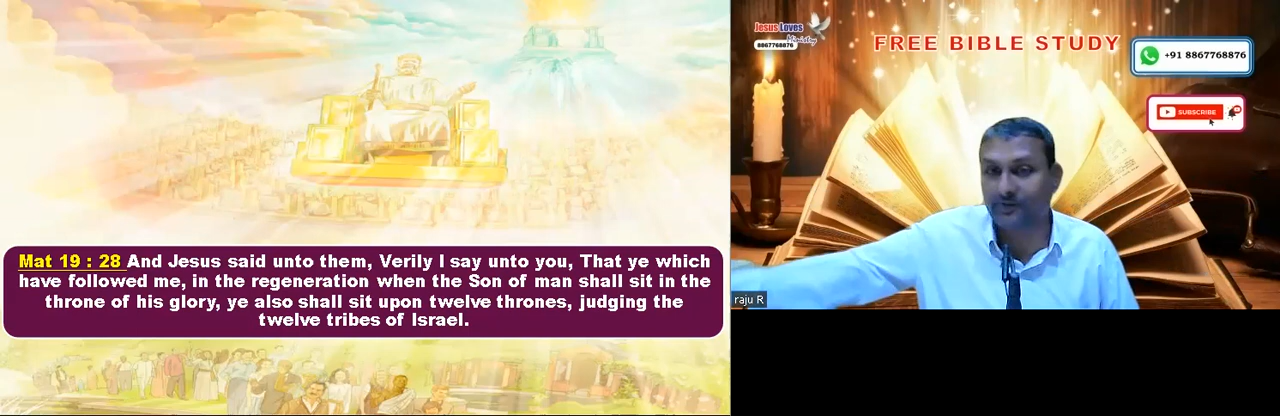 Mat 19 : 28 And Jesus said unto them, Verily I say unto you, That ye which
have followed me, in the regeneration when the Son of man shall sit in the
throne of his glory, ye also shall sit upon twelve thrones, judging the
twelve tribes of Israel.
Jesus Loves
Ministry
8867768876
FREE BIBLE STUDY
+91 8867768876
SUBSCRIBE
raju R